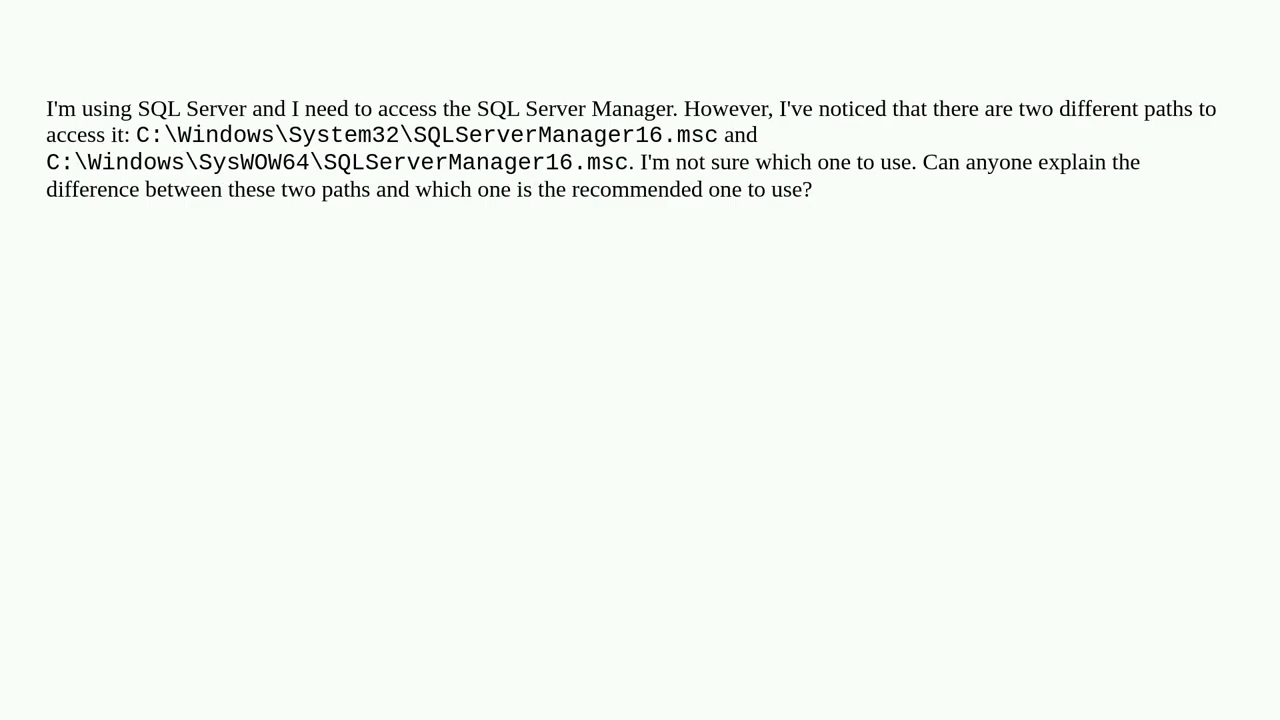 I'm using SQL Server and I need to access the SQL Server Manager. However, I've noticed that there are two different paths to
access it: C:\Windows\System32\SQLServerManager16.msc and
C:\Windows\SysWOW64\SQLServerManager16.msc. I'm not sure which one to use. Can anyone explain the
difference between these two paths and which one is the recommended one to use?